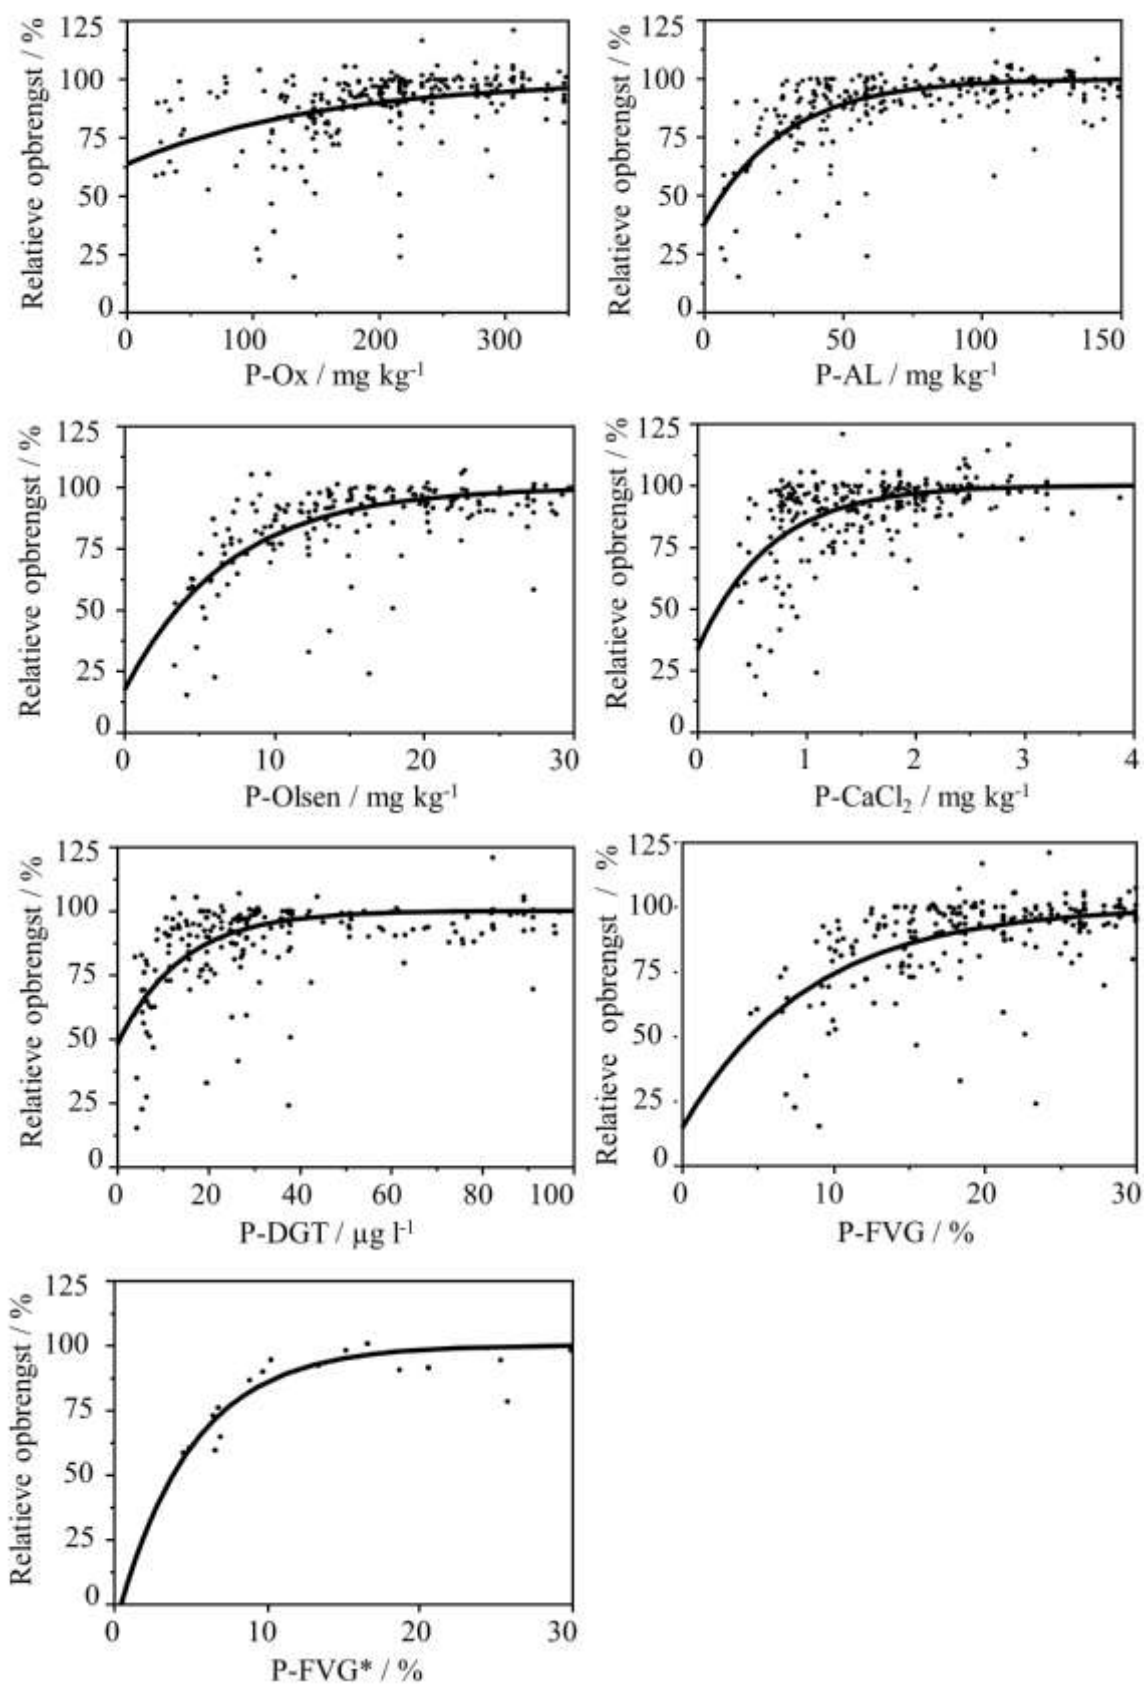 125
100
75
50
25
0
Relatieve opbrengst / %
0 100 200 300
P-Ox / mg kg-1
125
100
75
50
25
0
Relatieve opbrengst / %
0 50 100 150
P-AL / mg kg-1
125
100
75
50
25
0
Relatieve opbrengst / %
0 10 20 30
P-Olsen / mg kg-1
125
100
75
50
25
0
Relatieve opbrengst / %
0 1 2 3 4
P-CaCl2 / mg kg-1
125
100
75
50
25
0
Relatieve opbrengst / %
0 20 40 60 80 100
P-DGT / µg l-1
125
100
75
50
25
0
Relatieve opbrengst / %
0 10 20 30
P-FVG / %
125
100
75
50
25
0
Relatieve opbrengst / %
0 10 20 30
P-FVG* / %